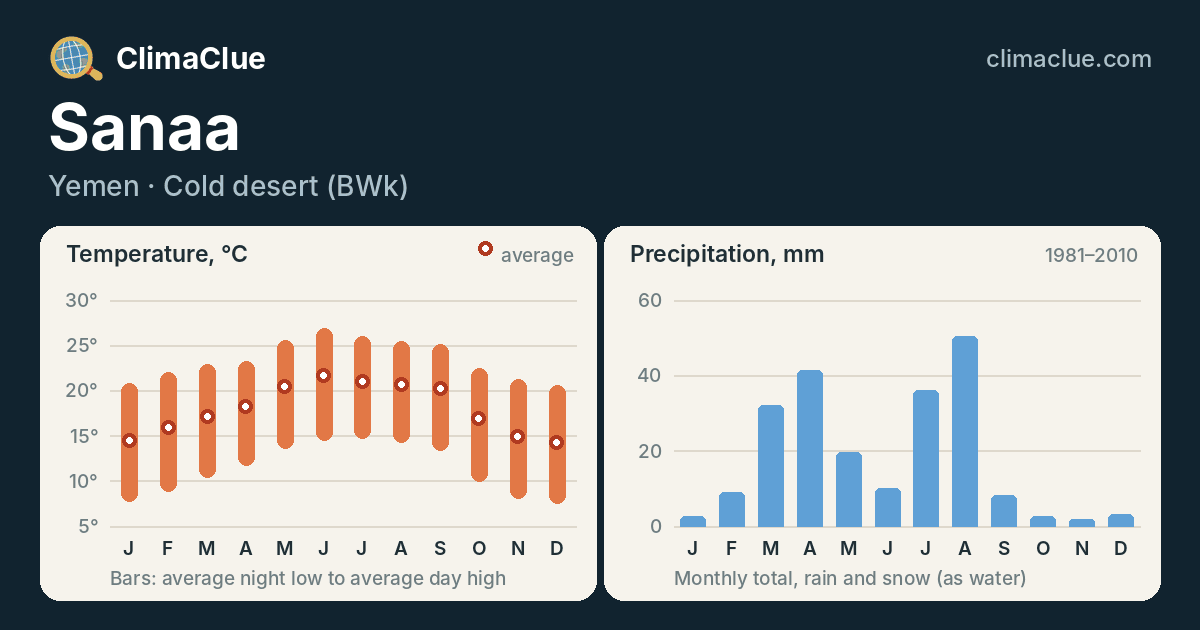 ClimaClue
climaclue.com
Sanaa
Yemen · Cold desert (BWk)
Temperature, °C
average
30°
25°
20°
15°
10°
5°
J F M A M J J A S O N D
Bars: average night low to average day high
Precipitation, mm
1981–2010
60
40
20
0
J F M A M J J A S O N D
Monthly total, rain and snow (as water)